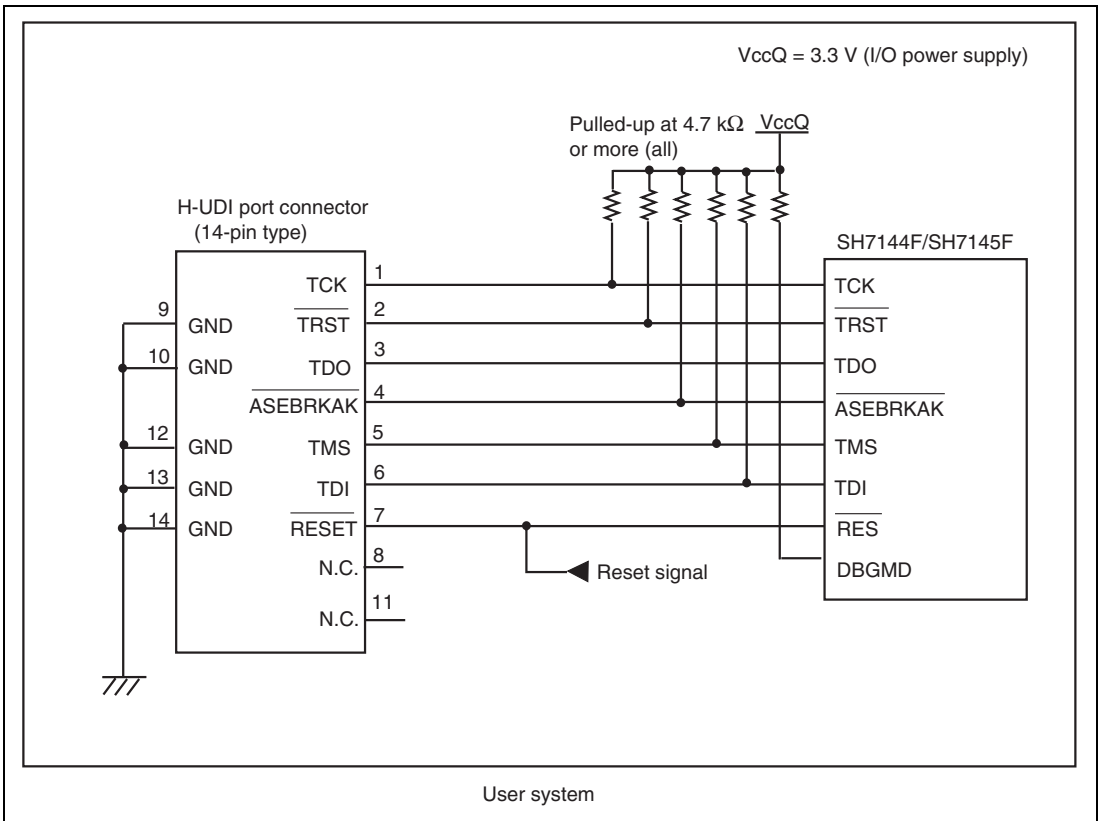 VccQ = 3.3 V (I/O power supply)
Pulled-up at 4.7 kΩ VccQ
or more (all)
H-UDI port connector
(14-pin type)
SH7144F/SH7145F
TCK 1 TCK
9 GND TRST 2 TRST
10 GND TDO 3 TDO
ASEBRKAK 4 ASEBRKAK
12 GND TMS 5 TMS
13 GND TDI 6 TDI
14 GND RESET 7 RES
N.C. 8 Reset signal DBGMD
N.C. 11
User system